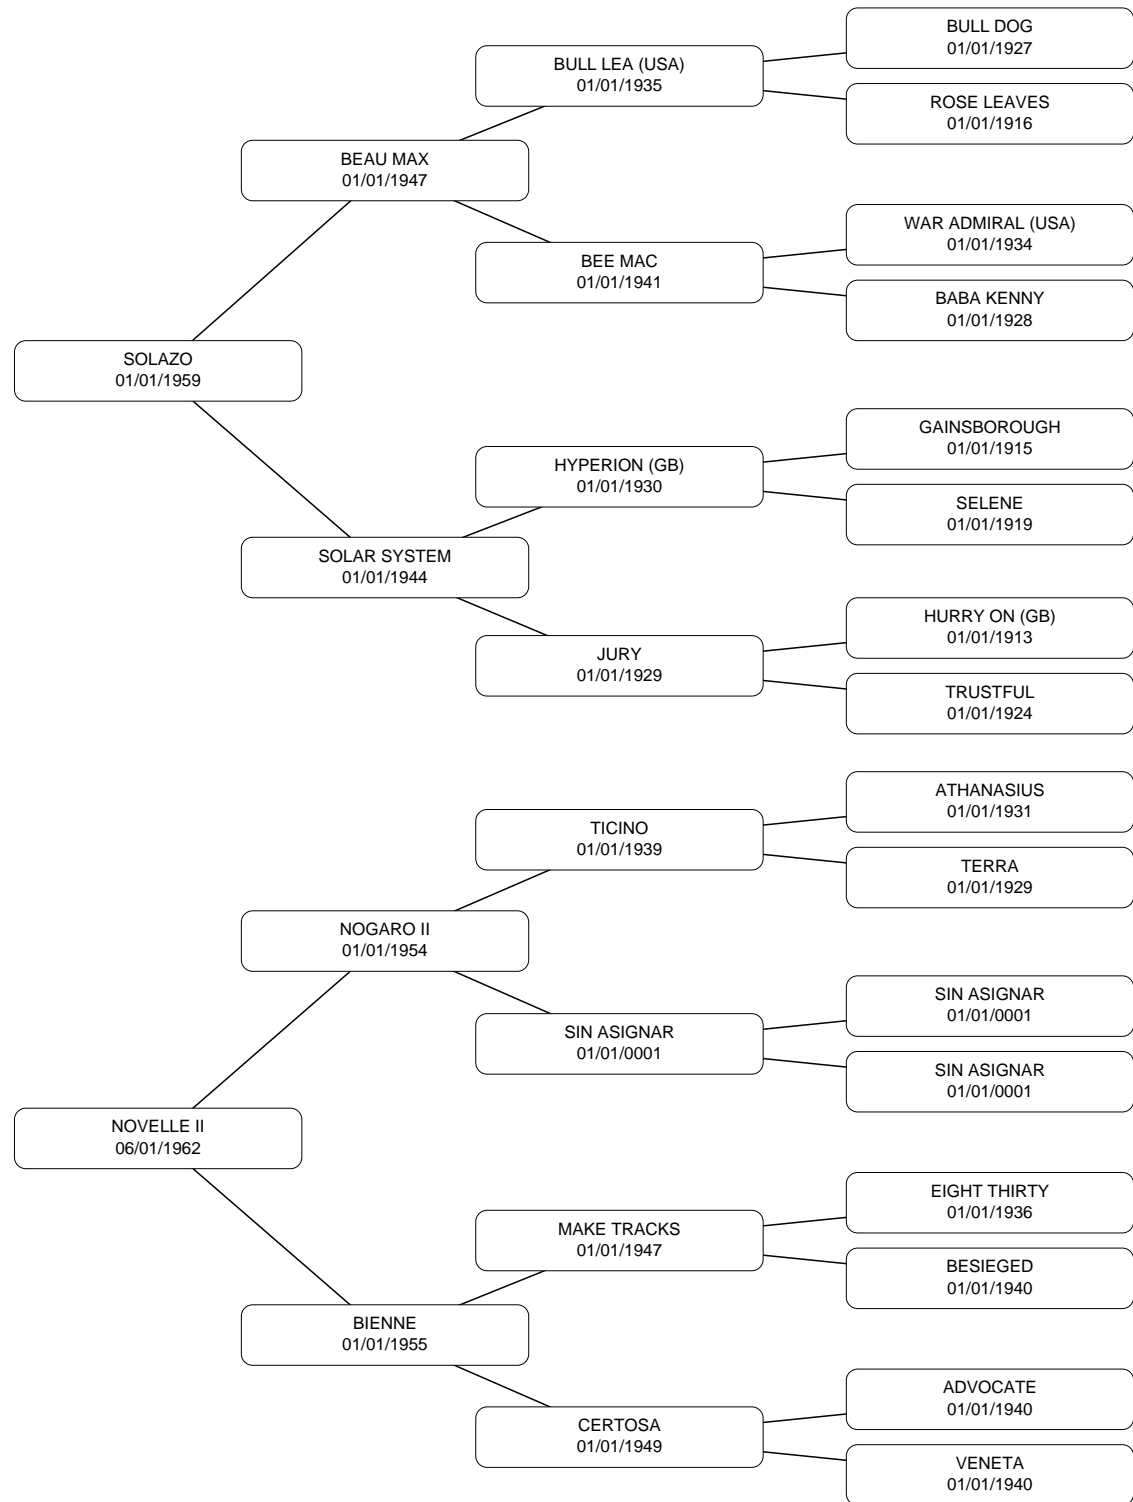 BULL DOG
01/01/1927
BULL LEA (USA)
01/01/1935
ROSE LEAVES
01/01/1916
BEAU MAX
01/01/1947
WAR ADMIRAL (USA)
01/01/1934
BEE MAC
01/01/1941
BABA KENNY
01/01/1928
SOLAZO
01/01/1959
GAINSBOROUGH
01/01/1915
HYPERION (GB)
01/01/1930
SELENE
01/01/1919
SOLAR SYSTEM
01/01/1944
HURRY ON (GB)
01/01/1913
JURY
01/01/1929
TRUSTFUL
01/01/1924
ATHANASIUS
01/01/1931
TICINO
01/01/1939
TERRA
01/01/1929
NOGARO II
01/01/1954
SIN ASIGNAR
01/01/0001
SIN ASIGNAR
01/01/0001
SIN ASIGNAR
01/01/0001
NOVELLE II
06/01/1962
EIGHT THIRTY
01/01/1936
MAKE TRACKS
01/01/1947
BESIEGED
01/01/1940
BIENNE
01/01/1955
ADVOCATE
01/01/1940
CERTOSA
01/01/1949
VENETA
01/01/1940